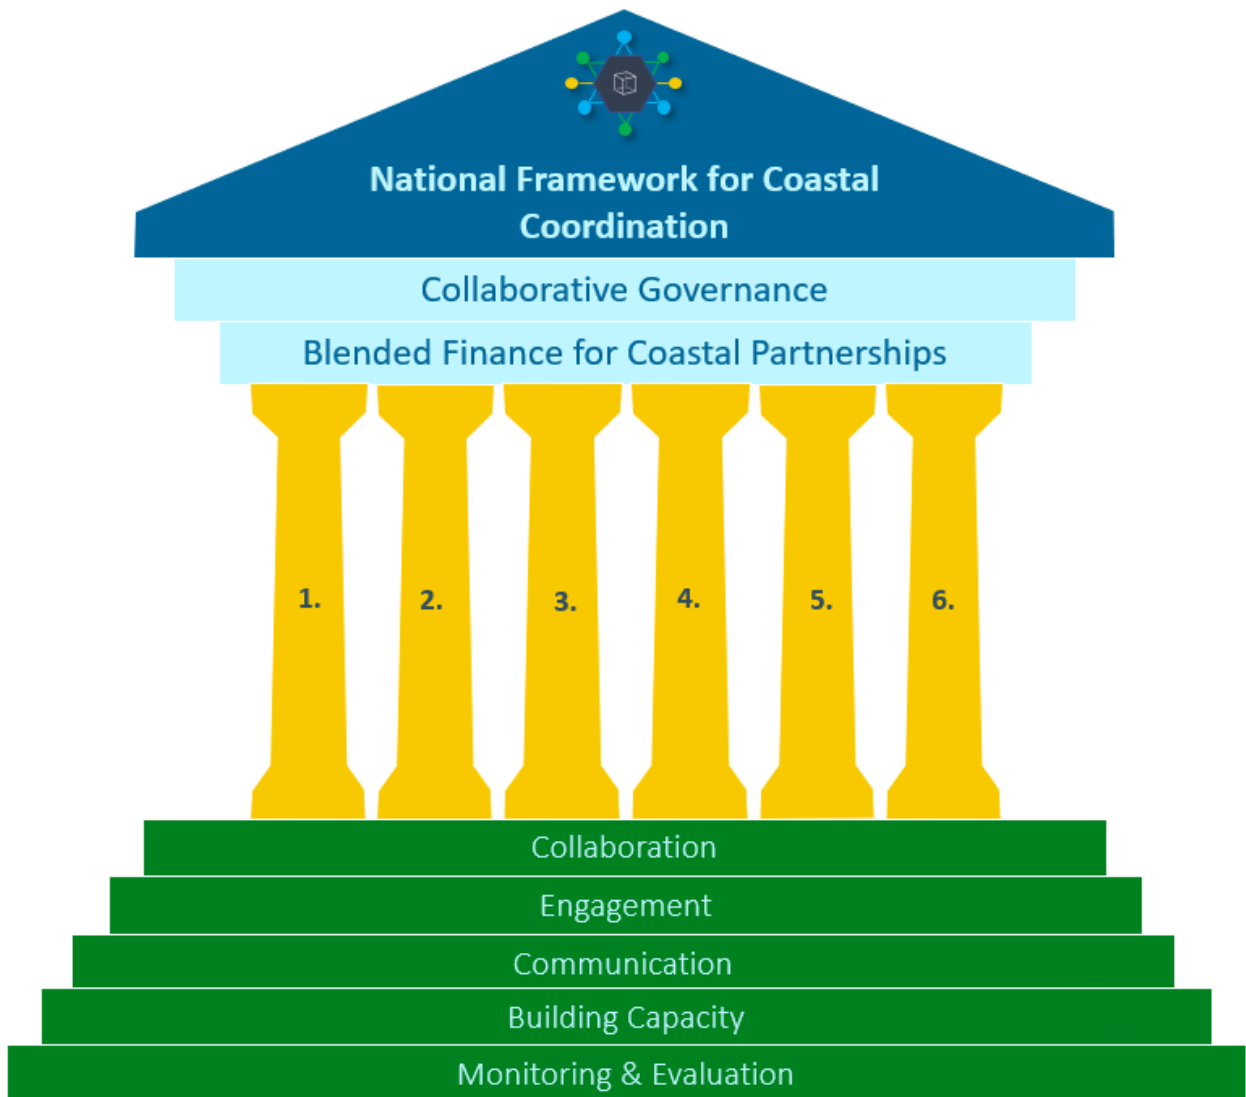 National Framework for Coastal
Coordination
Collaborative Governance
Blended Finance for Coastal Partnerships
1. 2. 3. 4. 5. 6.
Collaboration
Engagement
Communication
Building Capacity
Monitoring & Evaluation